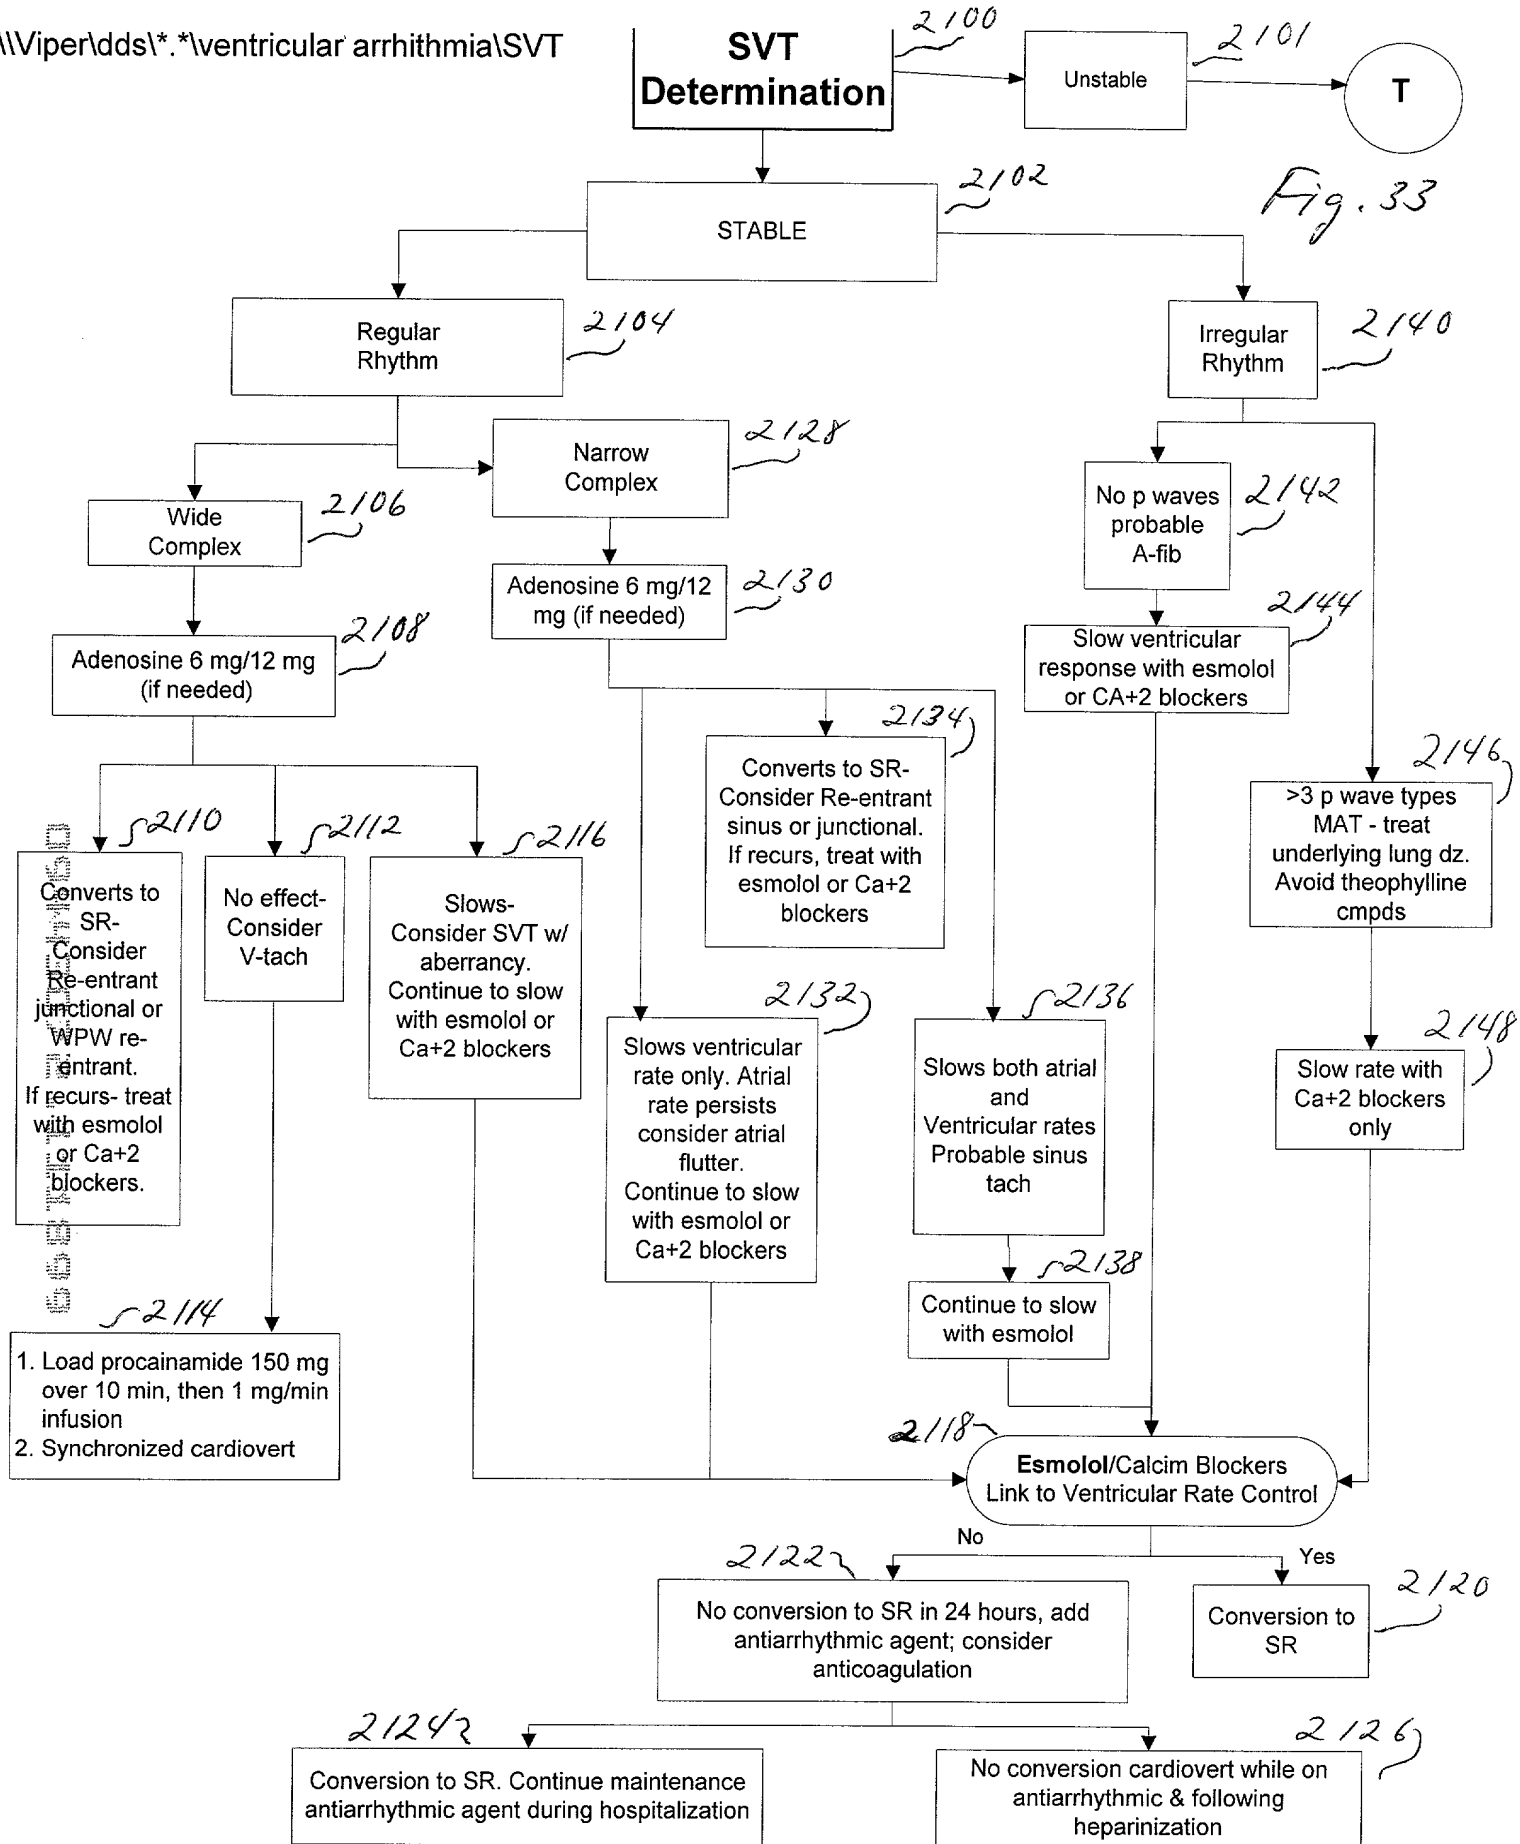 \\Viper\dds\*.*\ventricular arrhithmia\SVT
SVT
Determination
2100
Unstable
2101
T
Fig. 33
STABLE
2102
Regular
Rhythm
2104
Irregular
Rhythm
2140
Narrow
Complex
2128
Wide
Complex
2106
No p waves
probable
A-fib
2142
Adenosine 6 mg/12
mg (if needed)
2130
Adenosine 6 mg/12 mg
(if needed)
2108
Slow ventricular
response with esmolol
or CA+2 blockers
2144
2134
Converts to SR-
Consider Re-entrant
sinus or junctional.
If recurs, treat with
esmolol or Ca+2
blockers
2146
>3 p wave types
MAT - treat
underlying lung dz.
Avoid theophylline
cmpds
2110
Converts to
SR-
Consider
Re-entrant
junctional or
WPW re-
entrant.
If recurs- treat
with esmolol
or Ca+2
blockers.
2112
No effect-
Consider
V-tach
2116
Slows-
Consider SVT w/
aberrancy.
Continue to slow
with esmolol or
Ca+2 blockers
2132
Slows ventricular
rate only. Atrial
rate persists
consider atrial
flutter.
Continue to slow
with esmolol or
Ca+2 blockers
2136
Slows both atrial
and
Ventricular rates
Probable sinus
tach
2148
Slow rate with
Ca+2 blockers
only
2138
Continue to slow
with esmolol
2114
1. Load procainamide 150 mg
over 10 min, then 1 mg/min
infusion
2. Synchronized cardiovert
2118
Esmolol/Calcim Blockers
Link to Ventricular Rate Control
No
Yes
2122
No conversion to SR in 24 hours, add
antiarrhythmic agent; consider
anticoagulation
2120
Conversion to
SR
2124
Conversion to SR. Continue maintenance
antiarrhythmic agent during hospitalization
2126
No conversion cardiovert while on
antiarrhythmic & following
heparinization